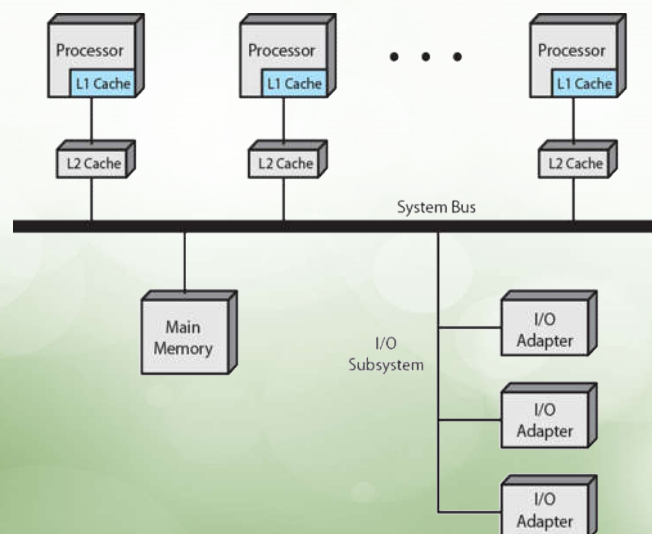 Processor
L1 Cache
Processor
L1 Cache
Processor
L1 Cache
L2 Cache
L2 Cache
L2 Cache
System Bus
Main
Memory
I/O
Subsystem
I/O
Adapter
I/O
Adapter
I/O
Adapter